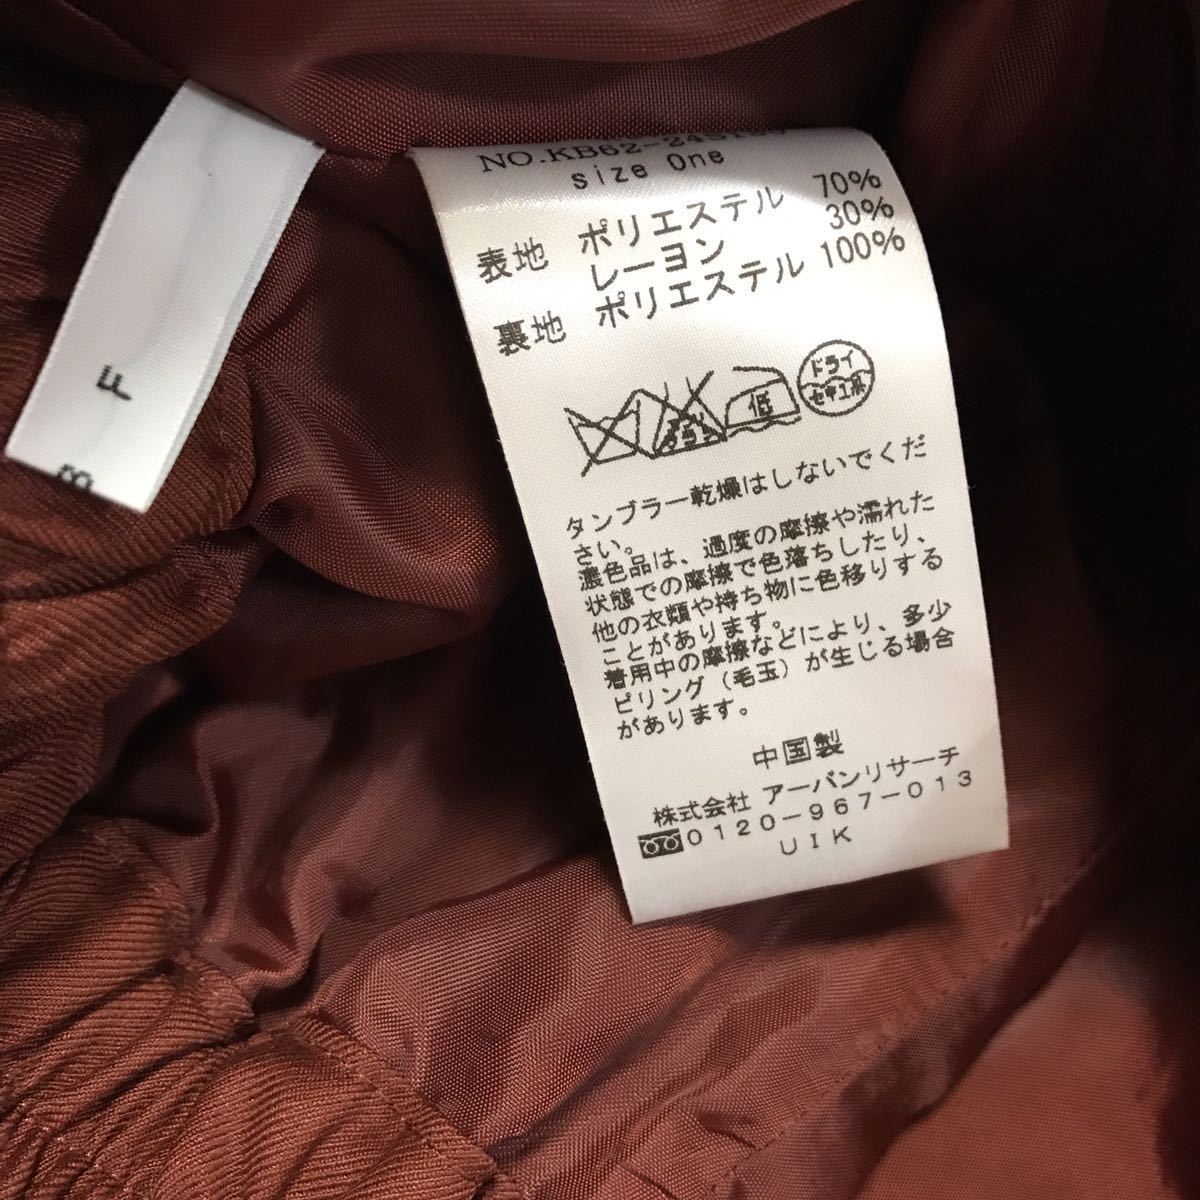 F
NO.KB62-24
size One
表地 ポリエステル 70%
レーヨン 30%
裏地 ポリエステル 100%
低
ドライ
セキユ系
タンブラー乾燥はしないでくだ
さい。
濃色品は、過度の摩擦や濡れた
状態での摩擦で色落ちしたり、
他の衣類や持ち物に色移りする
ことがあります。
着用中の摩擦などにより、多少
ピリング(毛玉)が生じる場合
があります。
中国製
株式会社 アーバンリサーチ
0120-967-013
UIK